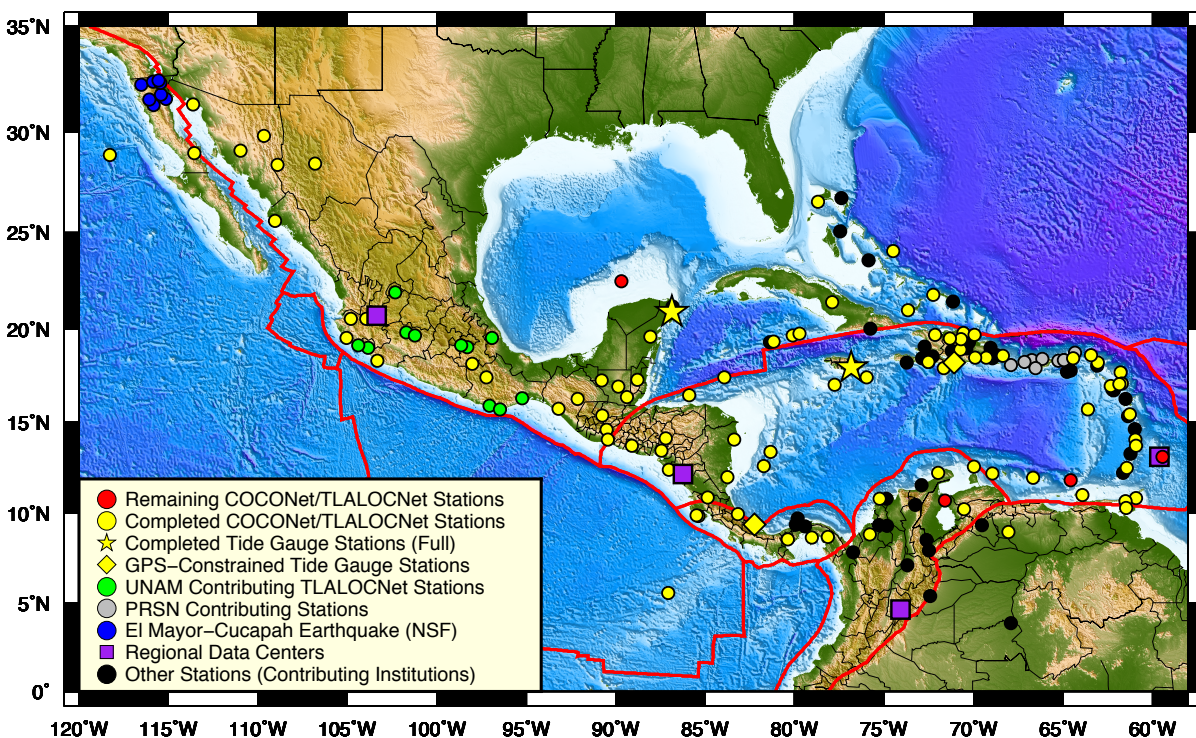 35˚N
30˚N
25˚N
20˚N
15˚N
10˚N
5˚N
0˚
Remaining COCONet/TLALOCNet Stations
Completed COCONet/TLALOCNet Stations
Completed Tide Gauge Stations (Full)
GPS−Constrained Tide Gauge Stations
UNAM Contributing TLALOCNet Stations
PRSN Contributing Stations
El Mayor−Cucapah Earthquake (NSF)
Regional Data Centers
Other Stations (Contributing Institutions)
120˚W 115˚W 110˚W 105˚W 100˚W 95˚W 90˚W 85˚W 80˚W 75˚W 70˚W 65˚W 60˚W